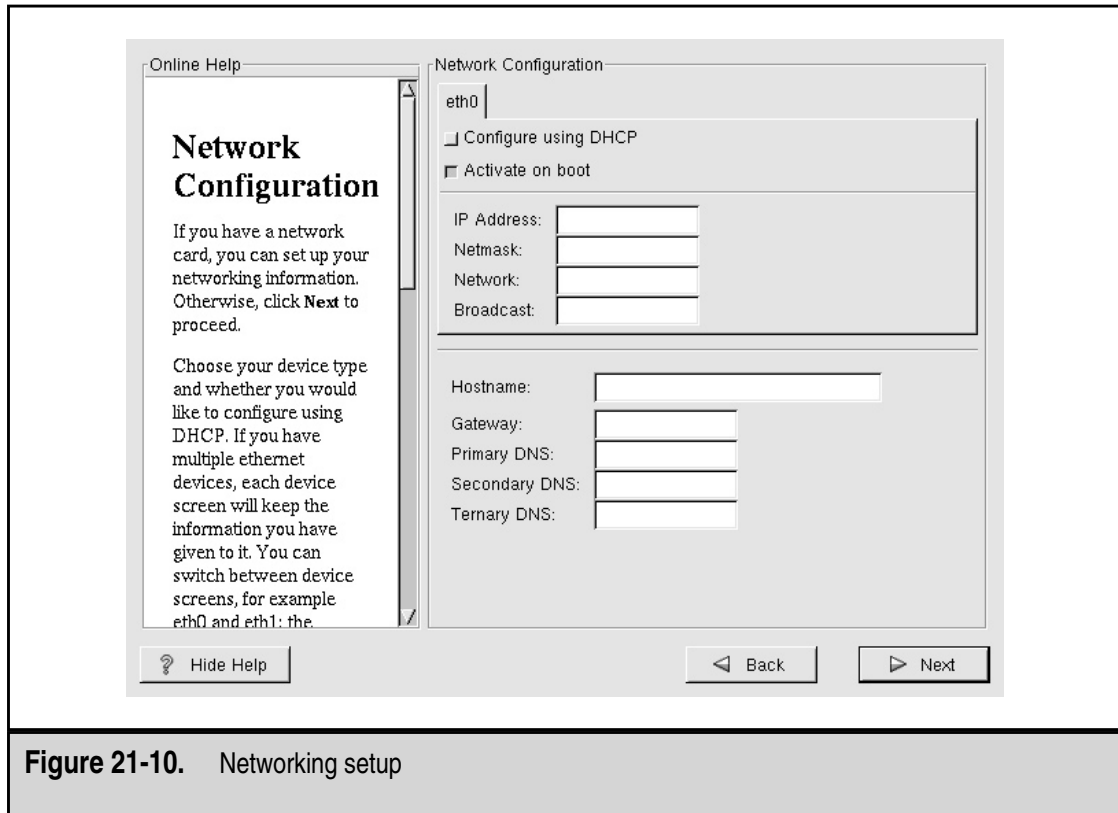 Online Help
Network
Configuration
If you have a network
card, you can set up your
networking information.
Otherwise, click Next to
proceed.
Choose your device type
and whether you would
like to configure using
DHCP. If you have
multiple ethernet
devices, each device
screen will keep the
information you have
given to it. You can
switch between device
screens, for example
eth0 and eth1; the
Network Configuration
eth0
Configure using DHCP
Activate on boot
IP Address:
Netmask:
Network:
Broadcast:
Hostname:
Gateway:
Primary DNS:
Secondary DNS:
Ternary DNS:
? Hide Help
Back
Next
Figure 21-10. Networking setup